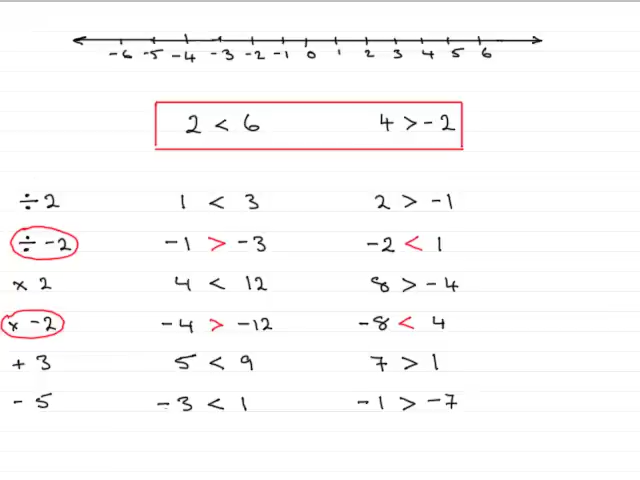 -6 -5 -4 -3 -2 -1 0 1 2 3 4 5 6
2 < 6 4 > -2
÷ 2 1 < 3 2 > -1
÷ -2 -1 > -3 -2 < 1
× 2 4 < 12 8 > -4
× -2 -4 > -12 -8 < 4
+ 3 5 < 9 7 > 1
- 5 -3 < 1 -1 > -7